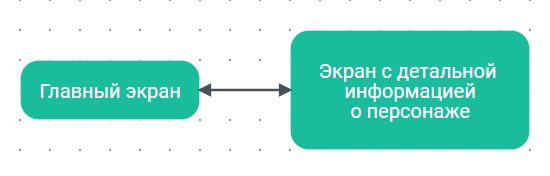 Главный экран
Экран с детальной
информацией
о персонаже